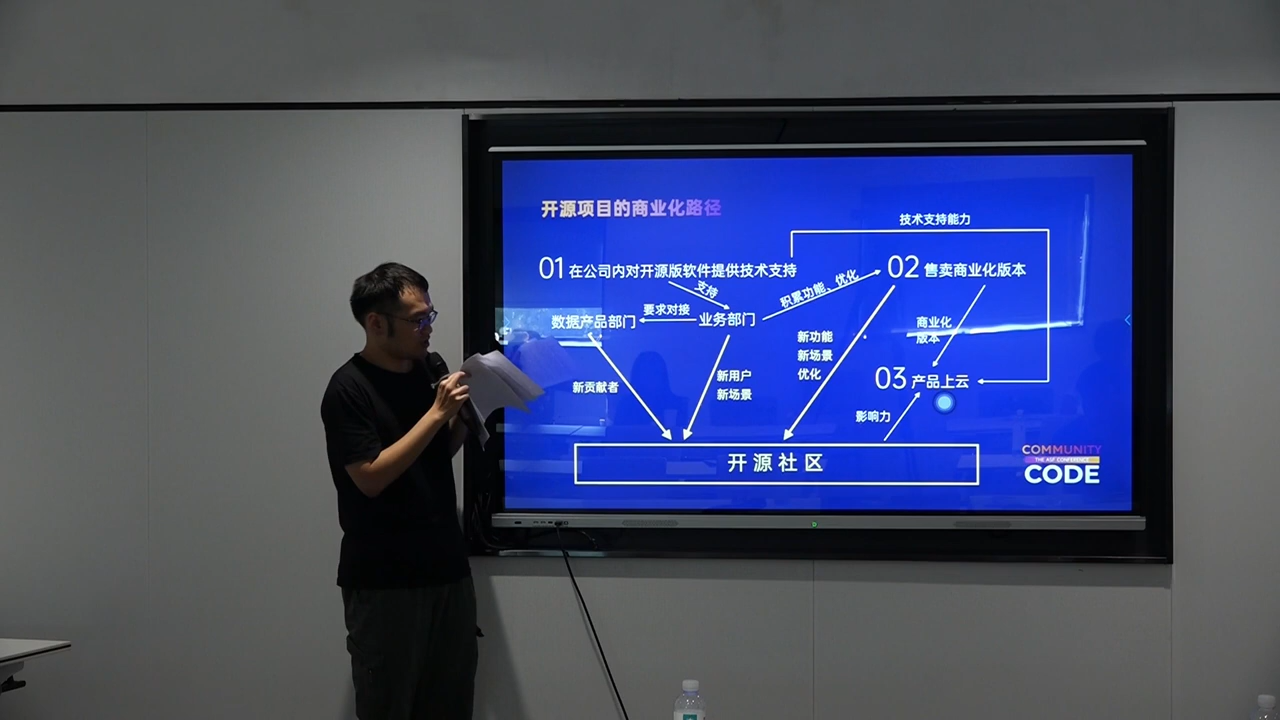 开源项目的商业化路径
技术支持能力
01 在公司内对开源版软件提供技术支持
02 售卖商业化版本
支持
积累功能、优化
要求对接
数据产品部门
业务部门
商业化
版本
新功能
新场景
优化
新贡献者
新用户
新场景
03 产品上云
影响力
开源社区
COMMUNITY
THE ASF CONFERENCE
CODE